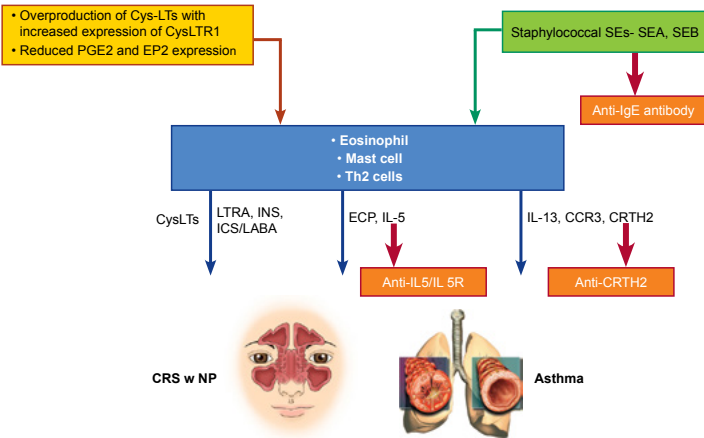 • Overproduction of Cys-LTs with
increased expression of CysLTR1
• Reduced PGE2 and EP2 expression
Staphylococcal SEs- SEA, SEB
Anti-IgE antibody
• Eosinophil
• Mast cell
• Th2 cells
CysLTs
LTRA, INS,
ICS/LABA
ECP, IL-5
IL-13, CCR3, CRTH2
Anti-IL5/IL 5R
Anti-CRTH2
CRS w NP
Asthma